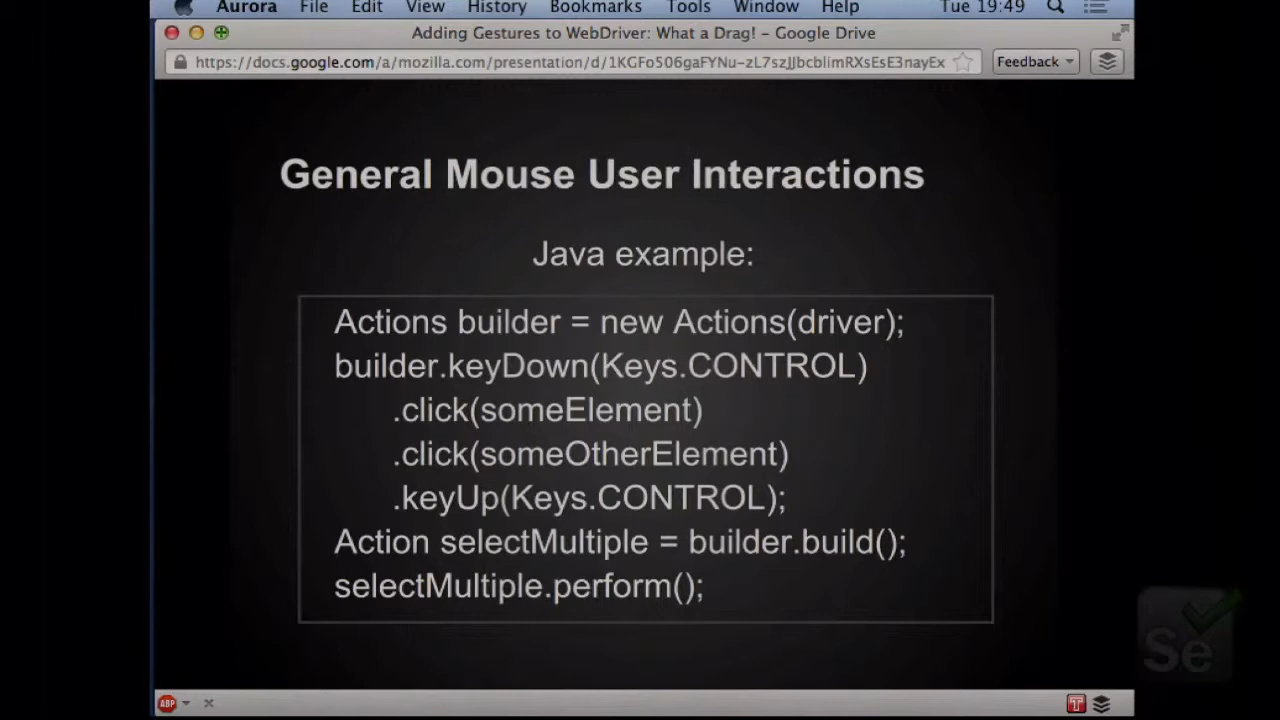 Aurora File Edit View History Bookmarks Tools Window Help Tue 19:49
Adding Gestures to WebDriver: What a Drag! - Google Drive
https://docs.google.com/a/mozilla.com/presentation/d/1KGFo5O6gaFYNu-zL7szJJbcblimRXsEsE3nayEx Feedback
General Mouse User Interactions
Java example:
Actions builder = new Actions(driver);
builder.keyDown(Keys.CONTROL)
.click(someElement)
.click(someOtherElement)
.keyUp(Keys.CONTROL);
Action selectMultiple = builder.build();
selectMultiple.perform();
Se
ABP T